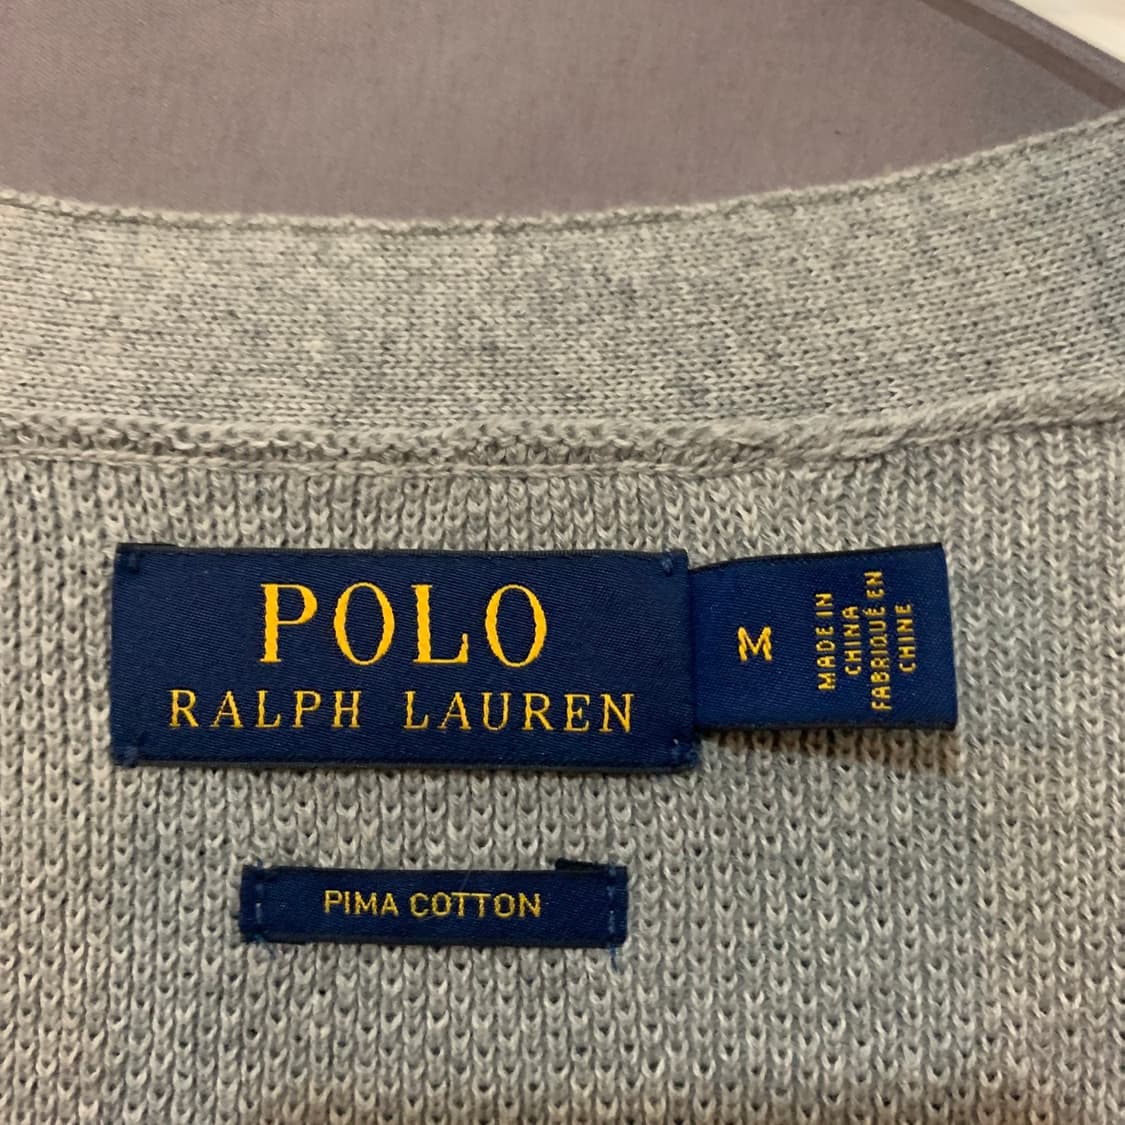 POLO
RALPH LAUREN
M
MADE IN
CHINA
FABRIQUÉ EN
CHINE
PIMA COTTON